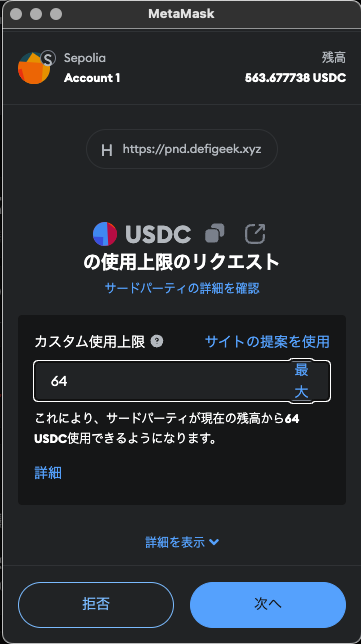 MetaMask
S
Sepolia
残高
Account 1
563.677738 USDC
H https://pnd.defigeek.xyz
USDC
の使用上限のリクエスト
サードパーティの詳細を確認
カスタム使用上限 ?
サイトの提案を使用
64
最
大
これにより、サードパーティが現在の残高から64
USDC使用できるようになります。
詳細
詳細を表示
拒否
次へ